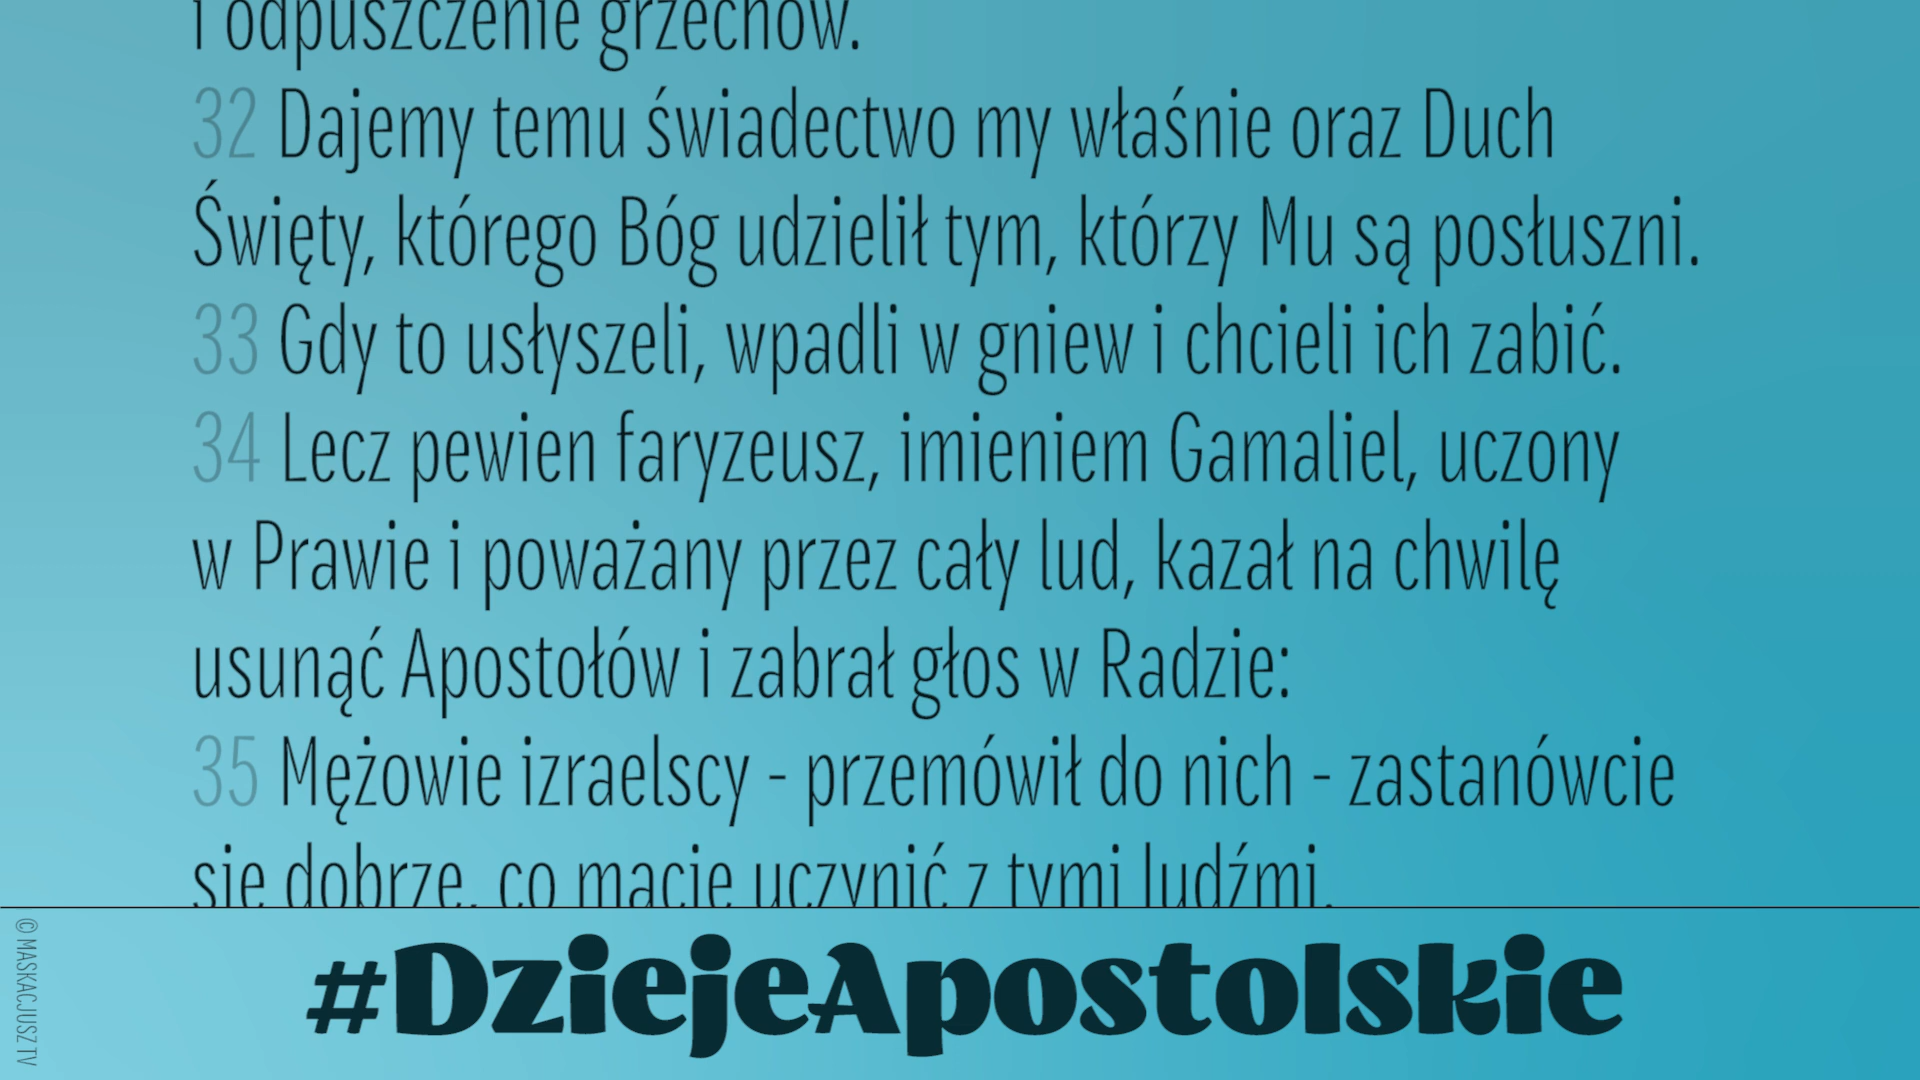 i odpuszczenie grzechów.
32 Dajemy temu świadectwo my właśnie oraz Duch
Święty, którego Bóg udzielił tym, którzy Mu są posłuszni.
33 Gdy to usłyszeli, wpadli w gniew i chcieli ich zabić.
34 Lecz pewien faryzeusz, imieniem Gamaliel, uczony
w Prawie i poważany przez cały lud, kazał na chwilę
usunąć Apostołów i zabrał głos w Radzie:
35 Mężowie izraelscy - przemówił do nich - zastanówcie
się dobrze, co macie uczynić z tymi ludźmi.
#DziejeApostolskie
© MASKACJUSZ TV